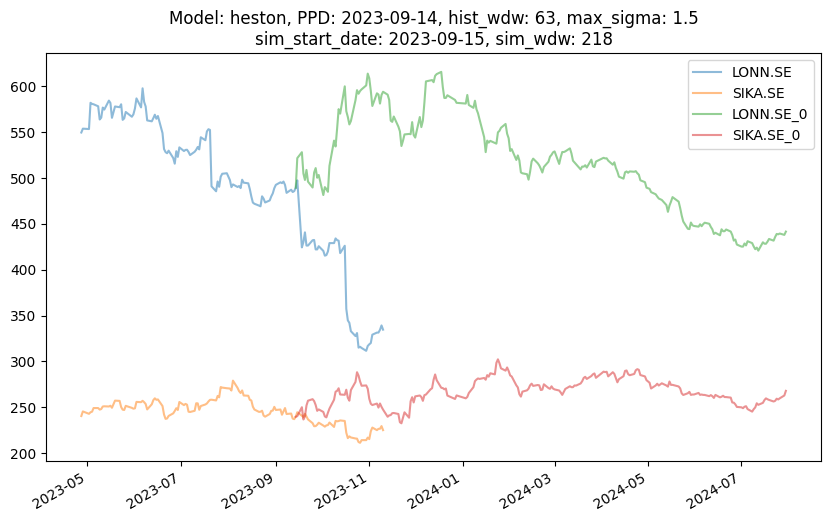 Model: heston, PPD: 2023-09-14, hist_wdw: 63, max_sigma: 1.5
sim_start_date: 2023-09-15, sim_wdw: 218
LONN.SE
SIKA.SE
LONN.SE_0
SIKA.SE_0
600
550
500
450
400
350
300
250
200
2023-05
2023-07
2023-09
2023-11
2024-01
2024-03
2024-05
2024-07